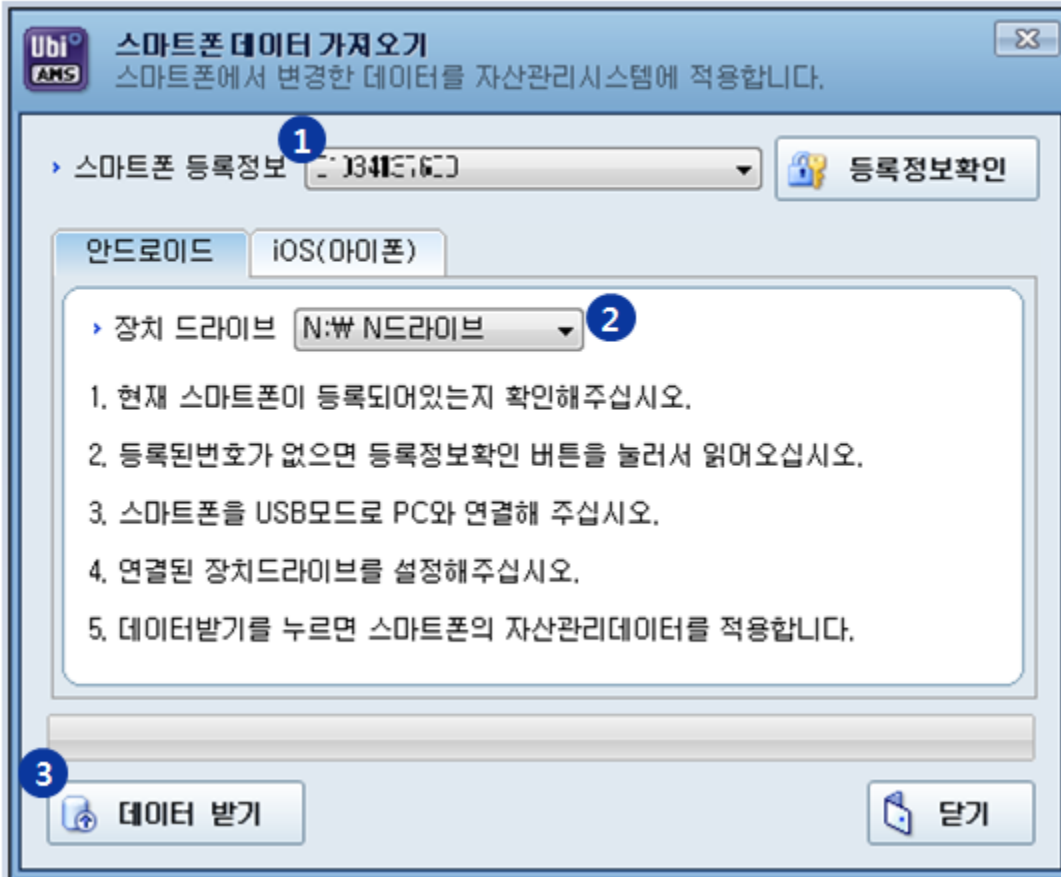 Ubi
AMS
스마트폰 데이터 가져오기
스마트폰에서 변경한 데이터를 자산관리시스템에 적용합니다.
1
스마트폰 등록정보
등록정보확인
안드로이드 iOS(아이폰)
장치 드라이브 N:₩ N드라이브 2
1. 현재 스마트폰이 등록되어있는지 확인해주십시오.
2. 등록된번호가 없으면 등록정보확인 버튼을 눌러서 읽어오십시오.
3. 스마트폰을 USB모드로 PC와 연결해 주십시오.
4. 연결된 장치드라이브를 설정해주십시오.
5. 데이터받기를 누르면 스마트폰의 자산관리데이터를 적용합니다.
3
데이터 받기 닫기